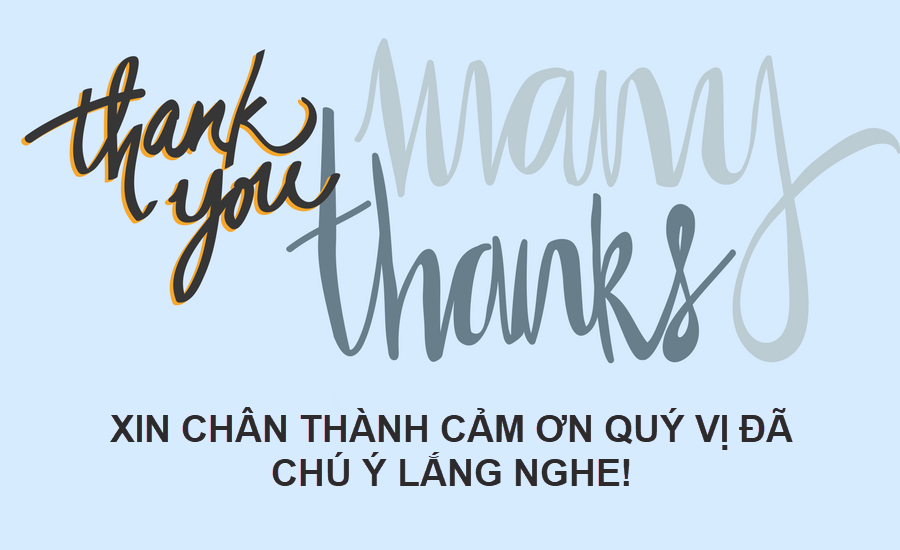 thank
you
many
thanks
XIN CHÂN THÀNH CẢM ƠN QUÝ VỊ ĐÃ
CHÚ Ý LẮNG NGHE!